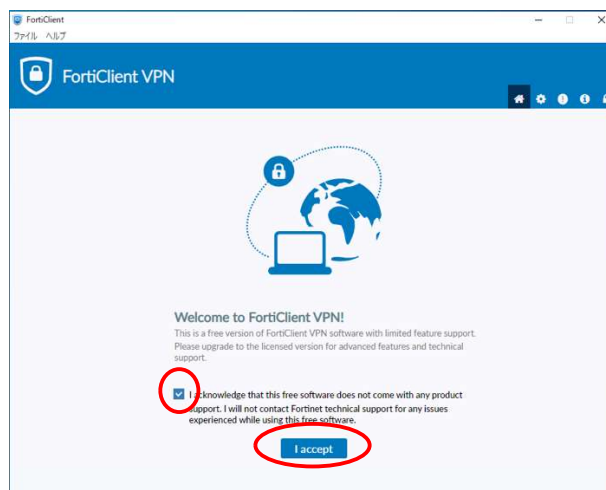 FortiClient
ファイル ヘルプ
FortiClient VPN
Welcome to FortiClient VPN!
This is a free version of FortiClient VPN software with limited feature support.
Please upgrade to the licensed version for advanced features and technical
support.
I acknowledge that this free software does not come with any product
support. I will not contact Fortinet technical support for any issues
experienced while using this free software.
I accept